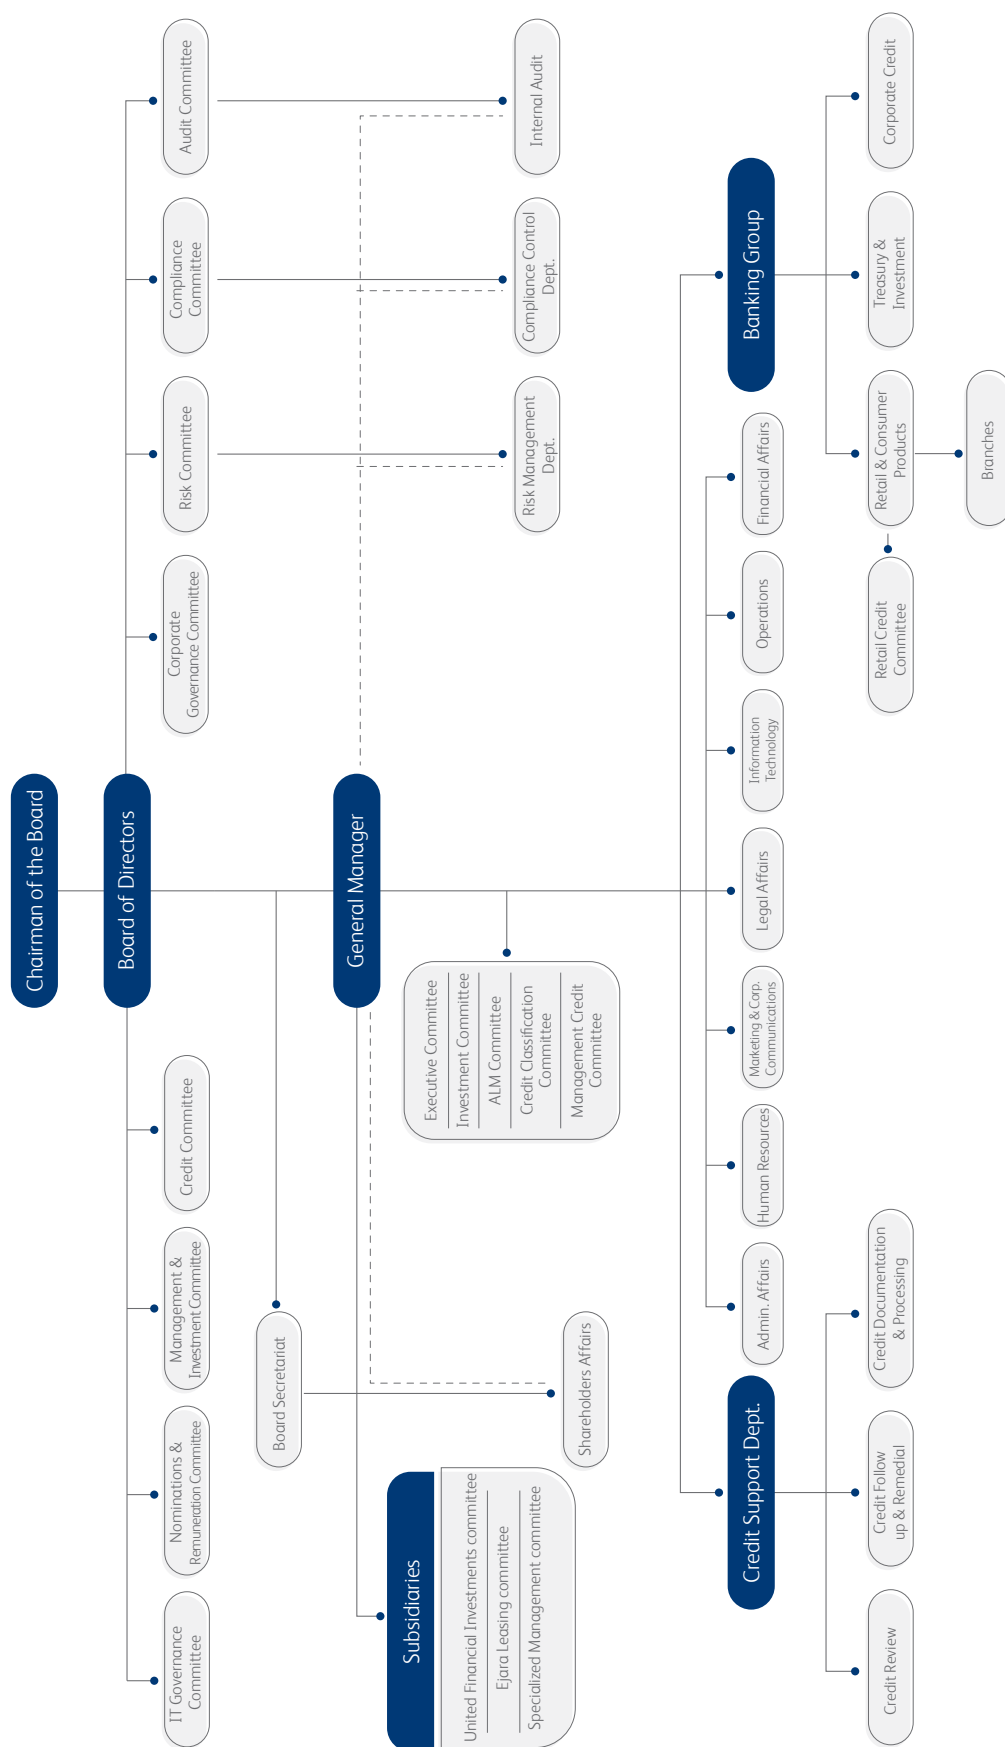 Chairman of the Board
Board of Directors
IT Governance
Committee
Nominations &
Remuneration Committee
Management &
Investment Committee
Credit Committee
Corporate
Governance Committee
Risk Committee
Compliance
Committee
Audit Committee
Board Secretariat
General Manager
Subsidiaries
United Financial Investments committee
Ejara Leasing committee
Specialized Management committee
Shareholders Affairs
Executive Committee
Investment Committee
ALM Committee
Credit Classification
Committee
Management Credit
Committee
Risk Management
Dept.
Compliance Control
Dept.
Internal Audit
Credit Support Dept.
Admin. Affairs
Human Resources
Marketing & Corp.
Communications
Legal Affairs
Information
Technology
Operations
Financial Affairs
Banking Group
Credit Review
Credit Follow
up & Remedial
Credit Documentation
& Processing
Retail Credit
Committee
Retail & Consumer
Products
Treasury &
Investment
Corporate Credit
Branches